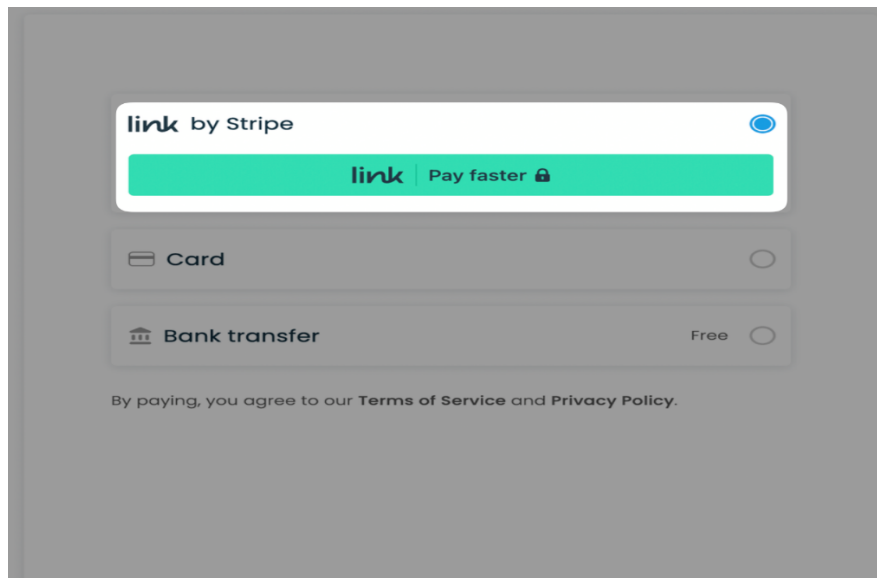 link by Stripe
link Pay faster
Card
Bank transfer Free
By paying, you agree to our Terms of Service and Privacy Policy.